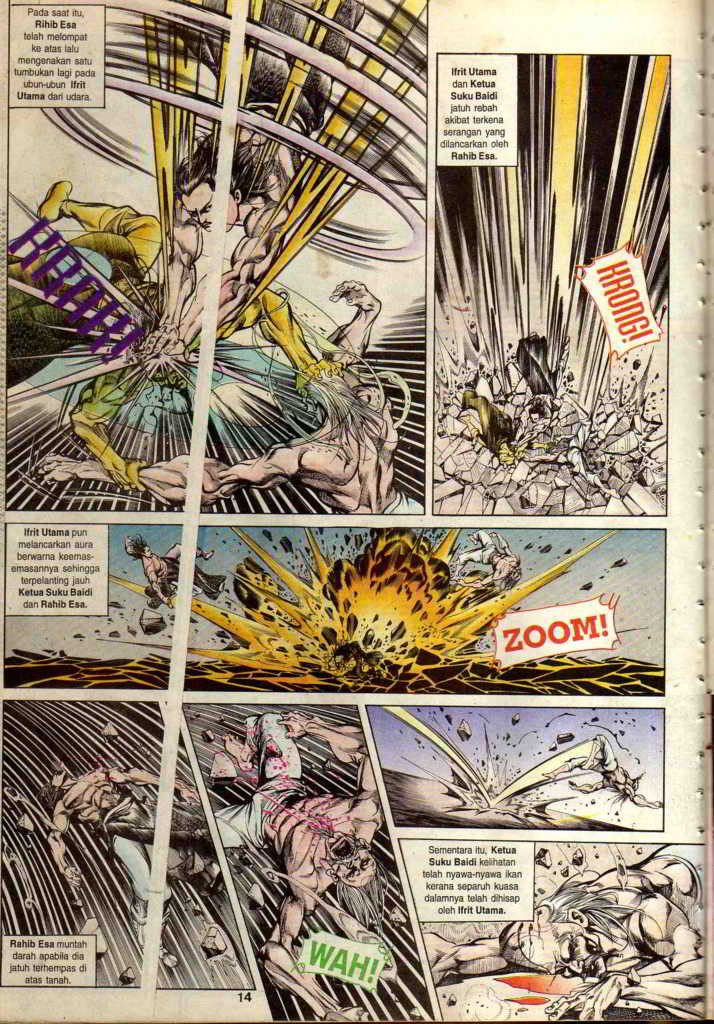 Pada saat itu,
Rihib Esa
telah melompat
ke atas lalu
mengenakan satu
tumbukan lagi pada
ubun-ubun Ifrit
Utama dari udara.
KRAH!
Ifrit Utama
dan Ketua
Suku Baidi
jatuh rebah
akibat terkena
serangan yang
dilancarkan oleh
Rahib Esa.
KRONG!
Ifrit Utama pun
melancarkan aura
berwarna keemas-
emasannya sehingga
terpelanting jauh
Ketua Suku Baidi
dan Rahib Esa.
ZOOM!
Rahib Esa muntah
darah apabila dia
jatuh terhempas di
atas tanah.
WAH!
Sementara itu, Ketua
Suku Baidi kelihatan
telah nyawa-nyawa ikan
kerana separuh kuasa
dalamnya telah dihisap
oleh Ifrit Utama.
14